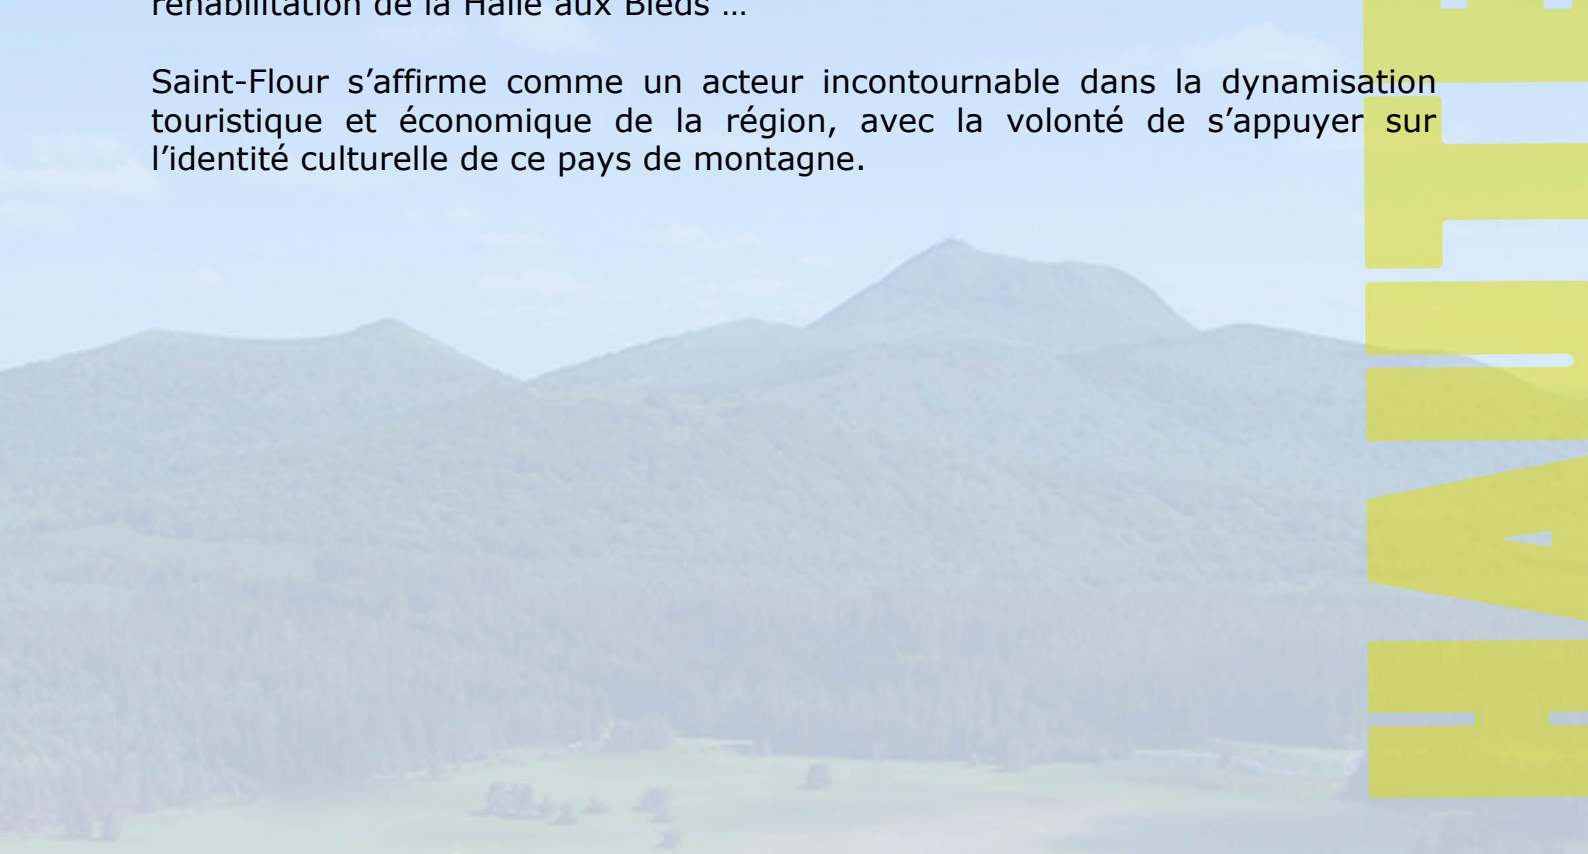 réhabilitation de la Halle aux Bleds …
Saint-Flour s’affirme comme un acteur incontournable dans la dynamisation
touristique et économique de la région, avec la volonté de s’appuyer sur
l’identité culturelle de ce pays de montagne.
HAUTE